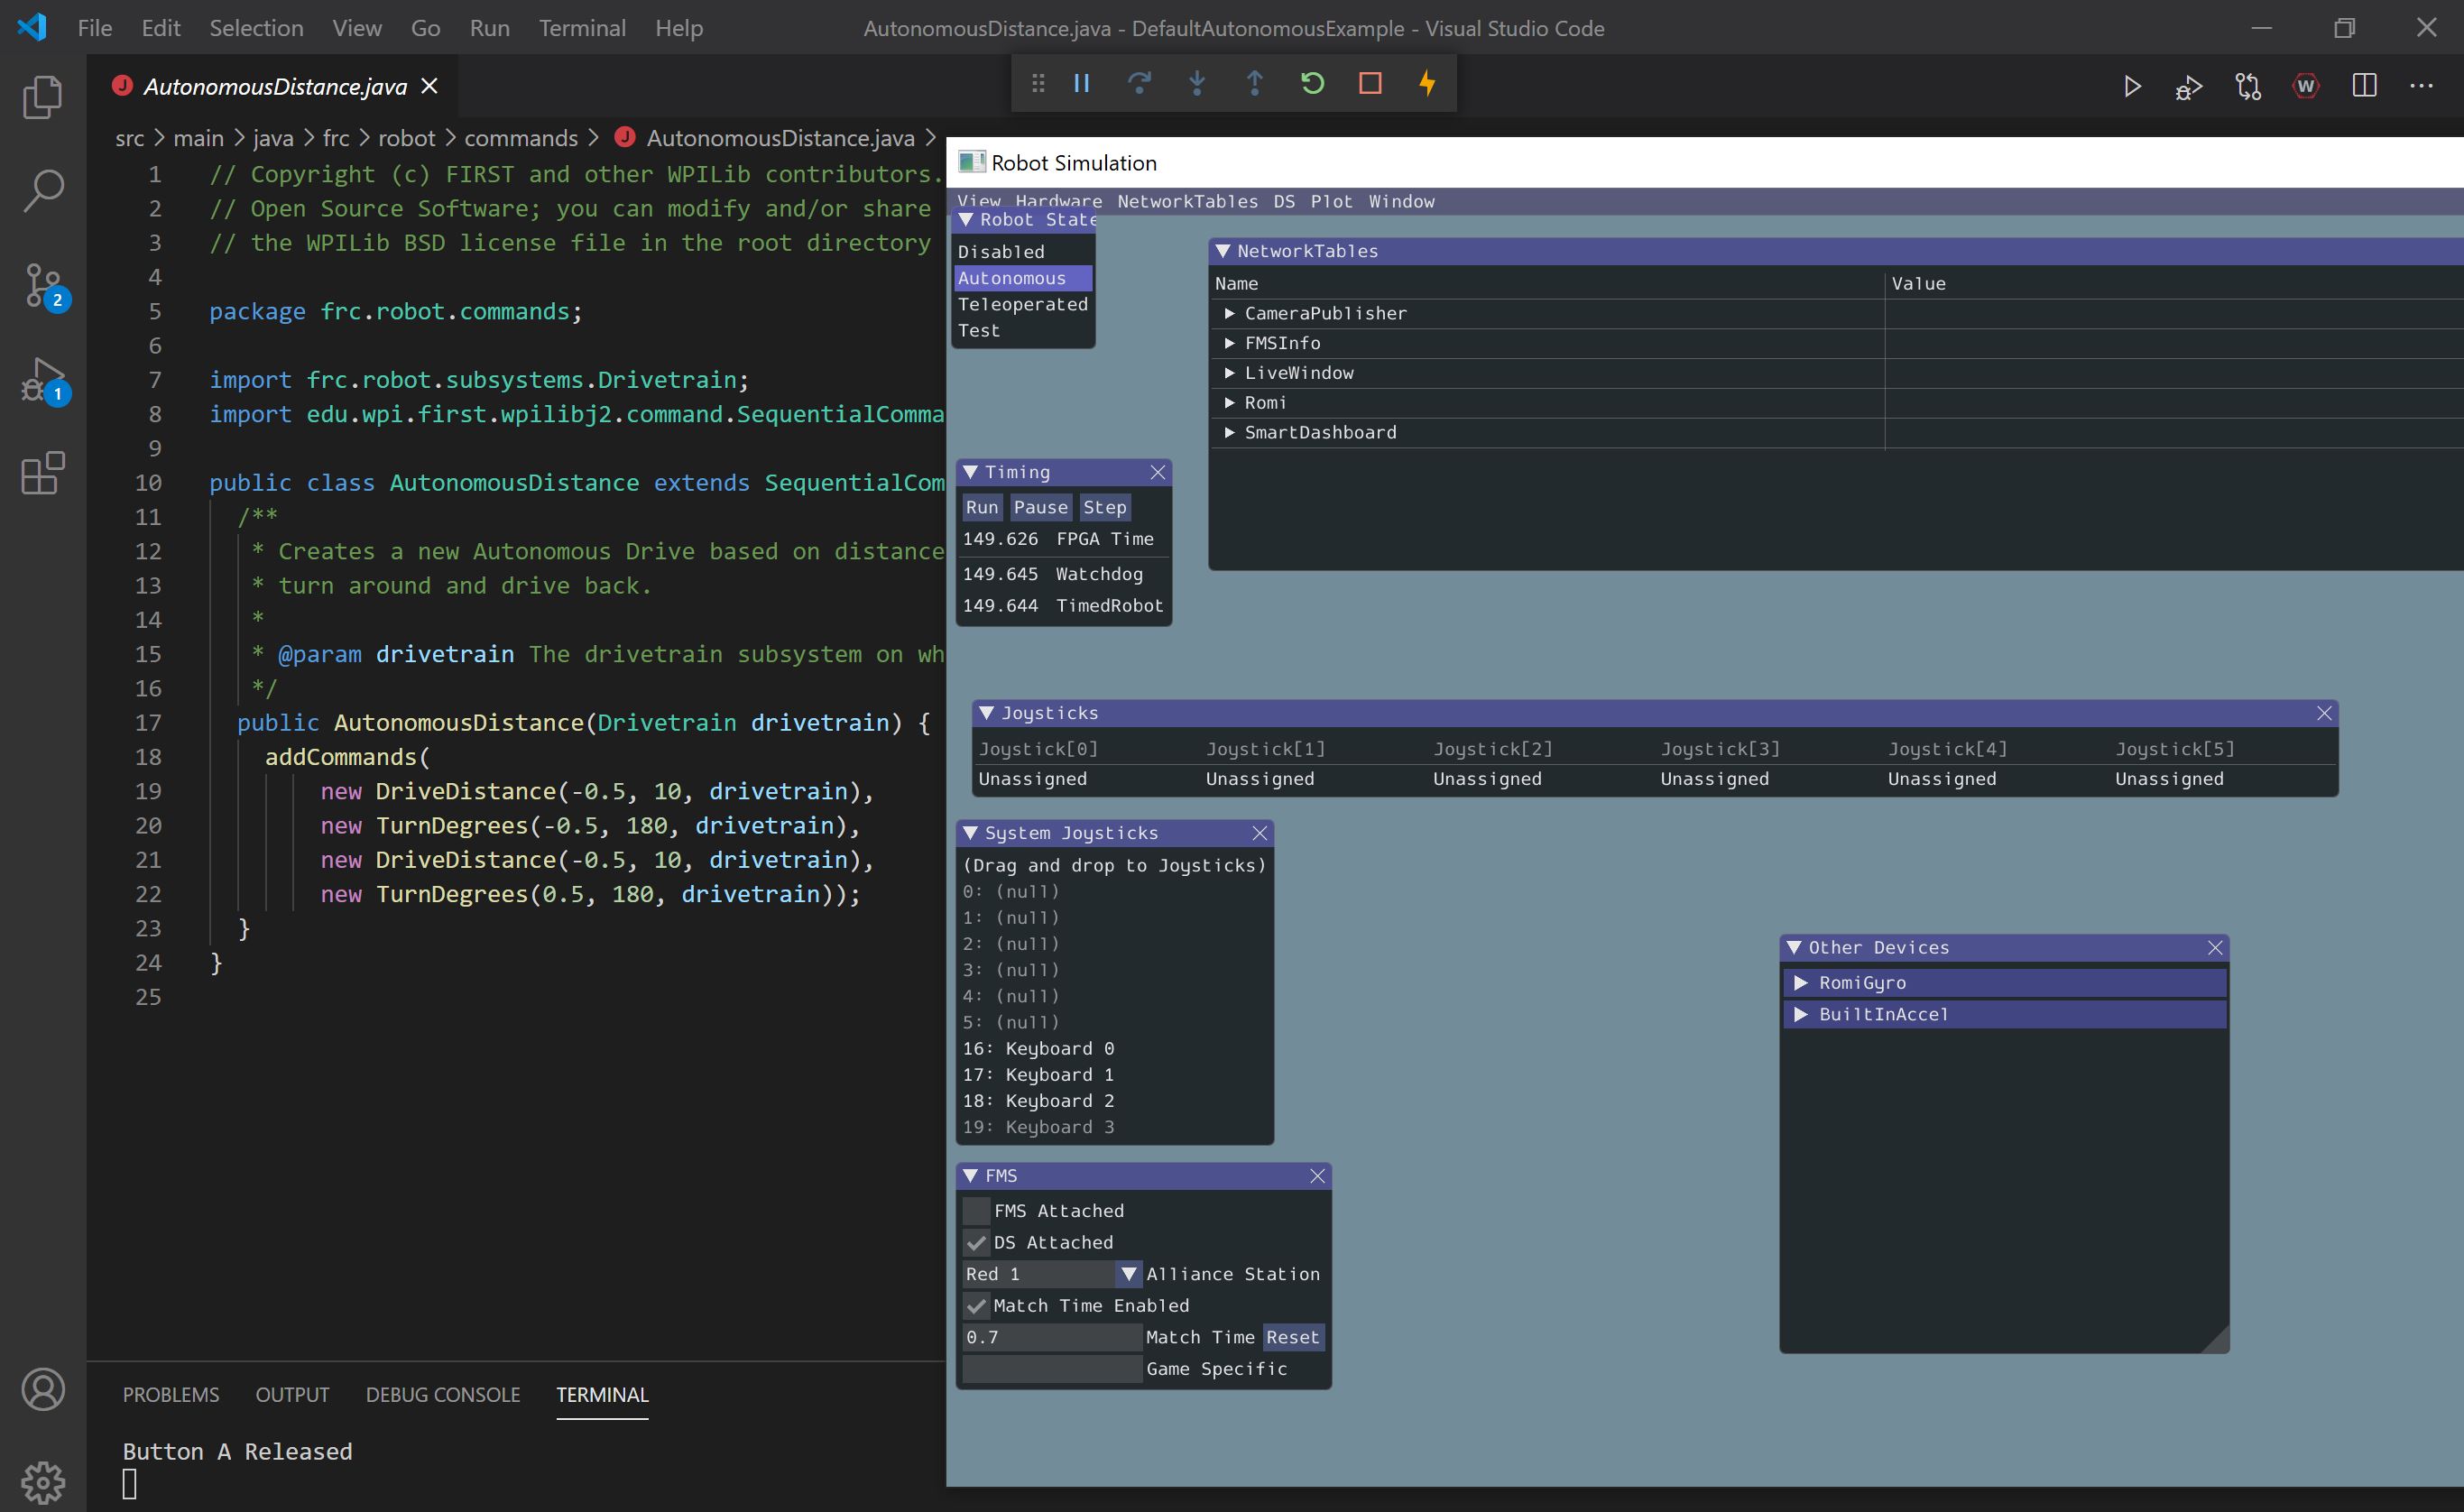 File Edit Selection View Go Run Terminal Help
AutonomousDistance.java - DefaultAutonomousExample - Visual Studio Code
AutonomousDistance.java
src > main > java > frc > robot > commands > AutonomousDistance.java >
2
1
1 // Copyright (c) FIRST and other WPILib contributors.
2 // Open Source Software; you can modify and/or share
3 // the WPILib BSD license file in the root directory
4
5 package frc.robot.commands;
6
7 import frc.robot.subsystems.Drivetrain;
8 import edu.wpi.first.wpilibj2.command.SequentialComma
9
10 public class AutonomousDistance extends SequentialCom
11 /**
12 * Creates a new Autonomous Drive based on distance
13 * turn around and drive back.
14 *
15 * @param drivetrain The drivetrain subsystem on wh
16 */
17 public AutonomousDistance(Drivetrain drivetrain) {
18 addCommands(
19 new DriveDistance(-0.5, 10, drivetrain),
20 new TurnDegrees(-0.5, 180, drivetrain),
21 new DriveDistance(-0.5, 10, drivetrain),
22 new TurnDegrees(0.5, 180, drivetrain));
23 }
24 }
25
PROBLEMS OUTPUT DEBUG CONSOLE TERMINAL
Button A Released
Robot Simulation
View Hardware NetworkTables DS Plot Window
Robot State
Disabled
Autonomous
Teleoperated
Test
NetworkTables
Name Value
CameraPublisher
FMSInfo
LiveWindow
Romi
SmartDashboard
Timing
Run Pause Step
149.626 FPGA Time
149.645 Watchdog
149.644 TimedRobot
Joysticks
Joystick[0] Joystick[1] Joystick[2] Joystick[3] Joystick[4] Joystick[5]
Unassigned Unassigned Unassigned Unassigned Unassigned Unassigned
System Joysticks
(Drag and drop to Joysticks)
0: (null)
1: (null)
2: (null)
3: (null)
4: (null)
5: (null)
16: Keyboard 0
17: Keyboard 1
18: Keyboard 2
19: Keyboard 3
Other Devices
RomiGyro
BuiltInAccel
FMS
FMS Attached
DS Attached
Red 1 Alliance Station
Match Time Enabled
0.7 Match Time Reset
Game Specific